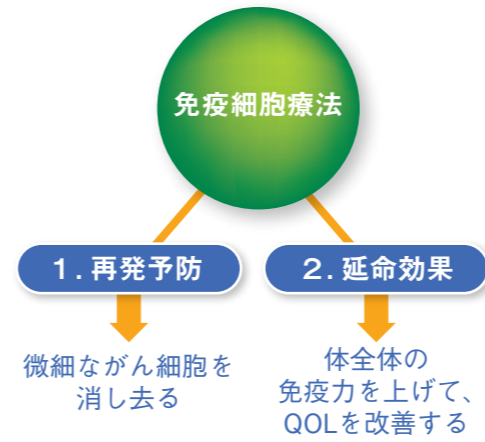 免疫細胞療法
1. 再発予防
2. 延命効果
微細ながん細胞を
消し去る
体全体の
免疫力を上げて、
QOLを改善する